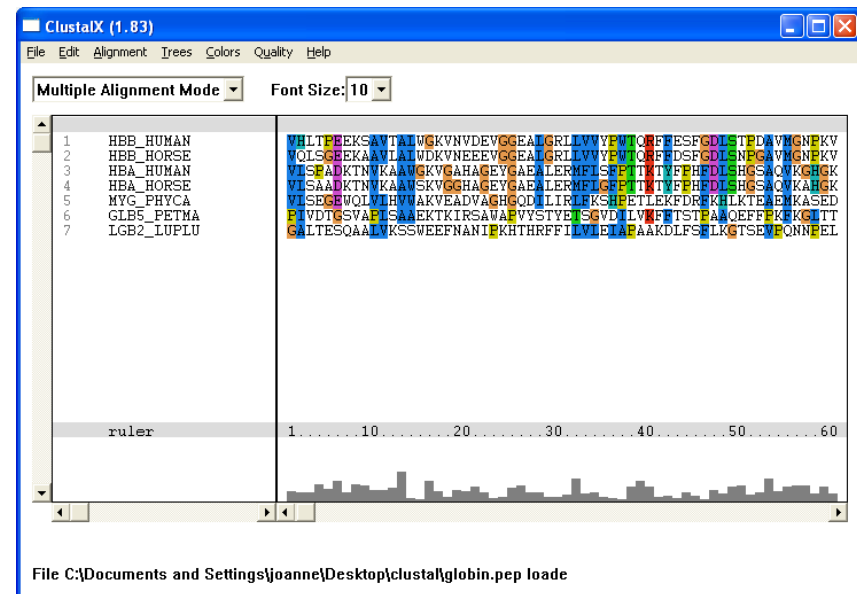 ClustalX (1.83)
File Edit Alignment Trees Colors Quality Help
Multiple Alignment Mode Font Size: 10
1 HBB_HUMAN VHLTPEEKSAVTALWGKVNVDEVGGEALGRLLVVYPWTQRFFESFGDLSTPDAVMGNPKV
2 HBB_HORSE VQLSGEEKAAVLALWDKVNEEEVGGEALGRLLVVYPWTQRFFDSFGDLSNPGAVMGNPKV
3 HBA_HUMAN VLSPADKTNVKAAWGKVGAHAGEYGAEALERMFLSFPTTKTYFPHFDLSHGSAQVKGHGK
4 HBA_HORSE VLSAADKTNVKAAWSKVGGHAGEYGAEALERMFLGFPTTKTYFPHFDLSHGSAQVKAHGK
5 MYG_PHYCA VLSEGEWQLVLHVWAKVEADVAGHGQDILIRLFKSHPETLEKFDRFKHLKTEAEMKASED
6 GLB5_PETMA PIVDTGSVAPLSAAEKTKIRSAWAPVYSTYETSGVDILVKFFTSTPAAQEFFPKFKGLTT
7 LGB2_LUPLU GALTESQAALVKSSWEEFNANIPKHTHRFFILVLEIAPAAKDLFSFLKGTSEVPQNNPEL
ruler 1.......10........20........30........40........50........60
File C:\Documents and Settings\joanne\Desktop\clustal\globin.pep loade